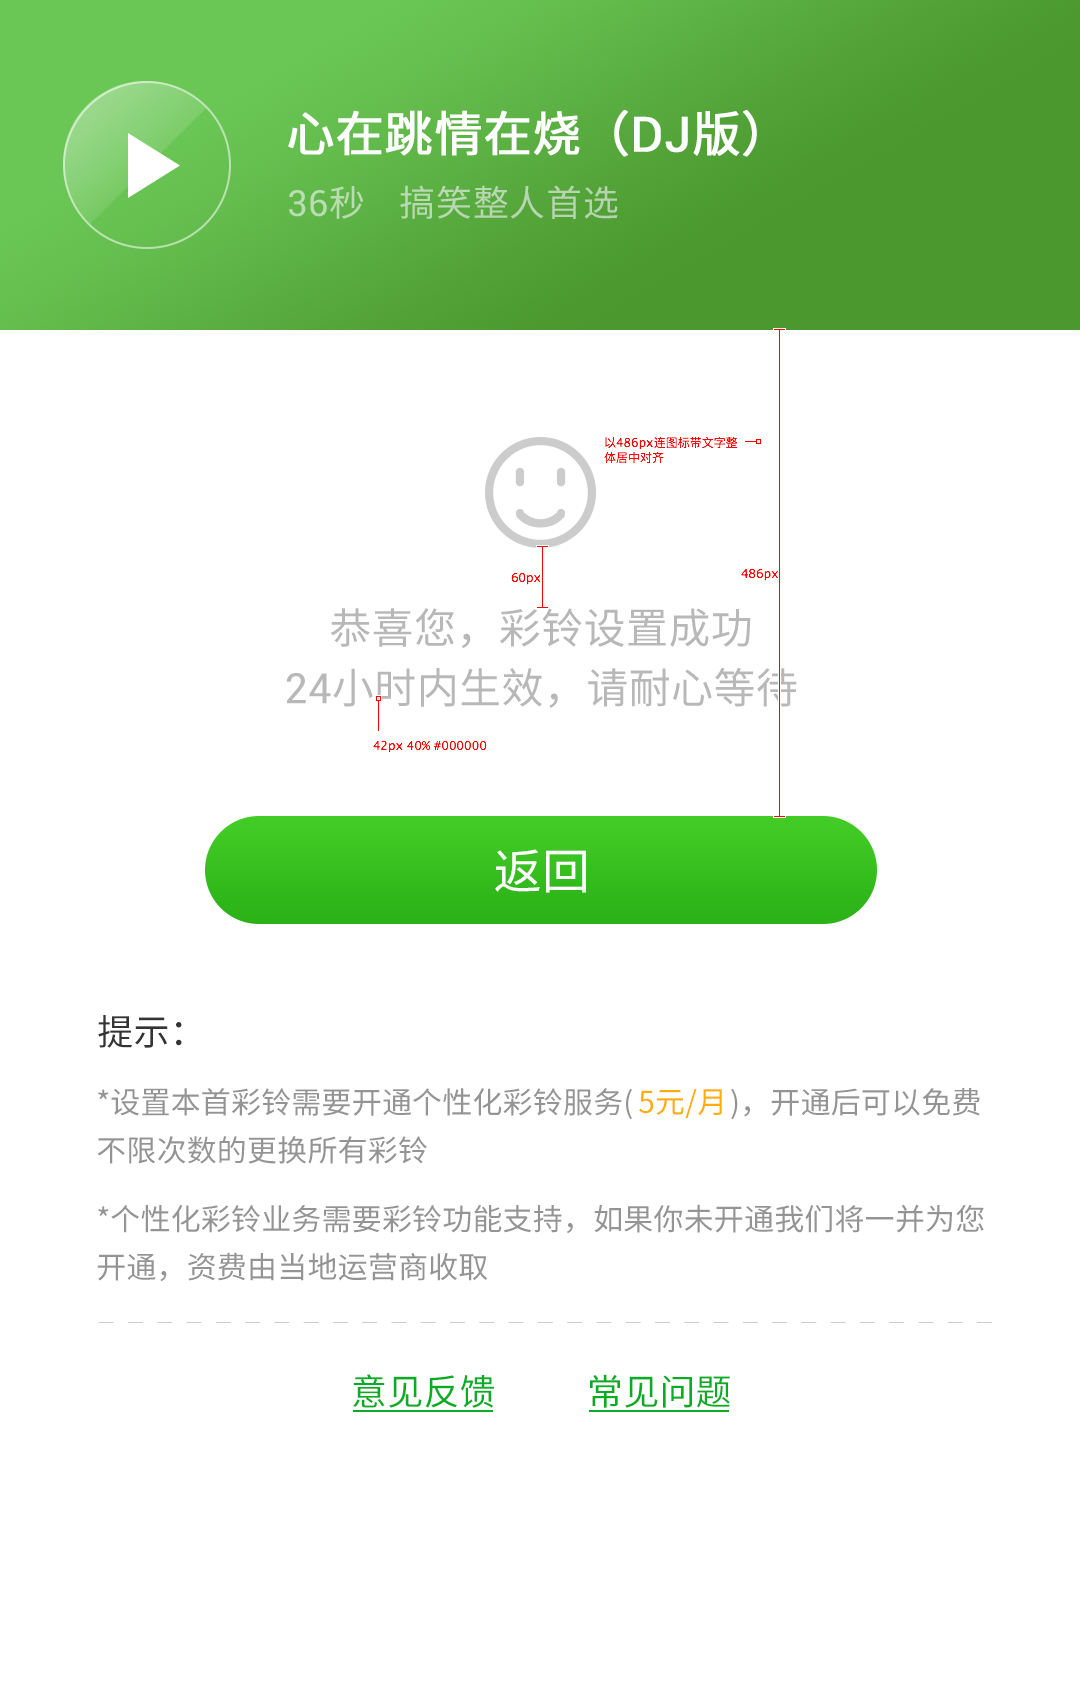 心在跳情在烧（DJ版）
36秒 搞笑整人首选
以486px连图标带文字整
体居中对齐
60px
486px
恭喜您，彩铃设置成功
24小时内生效，请耐心等待
42px 40% #000000
返回
提示：
*设置本首彩铃需要开通个性化彩铃服务( 5元/月 )，开通后可以免费
不限次数的更换所有彩铃
*个性化彩铃业务需要彩铃功能支持，如果你未开通我们将一并为您
开通，资费由当地运营商收取
意见反馈 常见问题